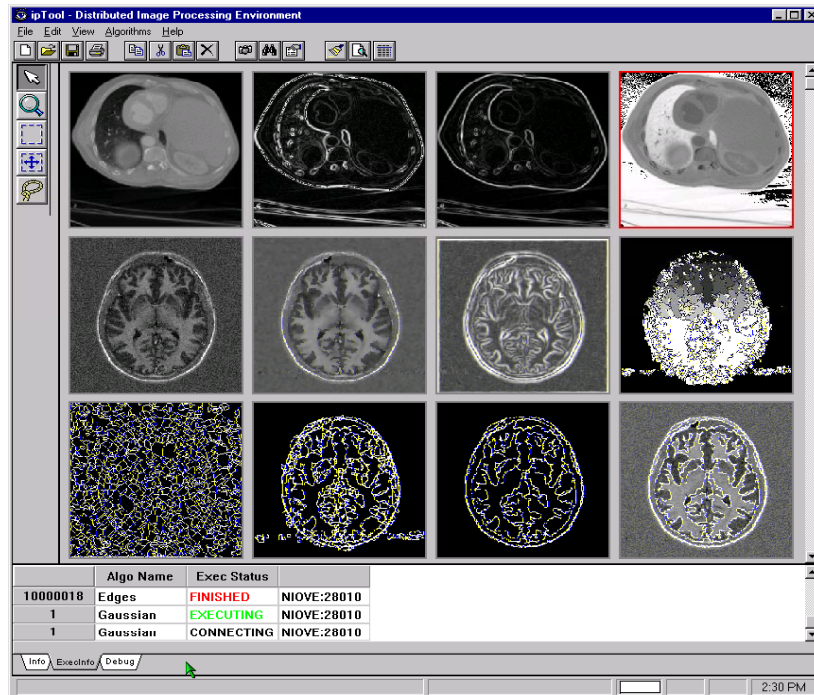 ipTool - Distributed Image Processing Environment
File Edit View Algorithms Help
Algo Name Exec Status
10000018 Edges FINISHED NIOVE:28010
1 Gaussian EXECUTING NIOVE:28010
1 Gaussian CONNECTING NIOVE:28010
Info ExecInfo Debug
2:30 PM